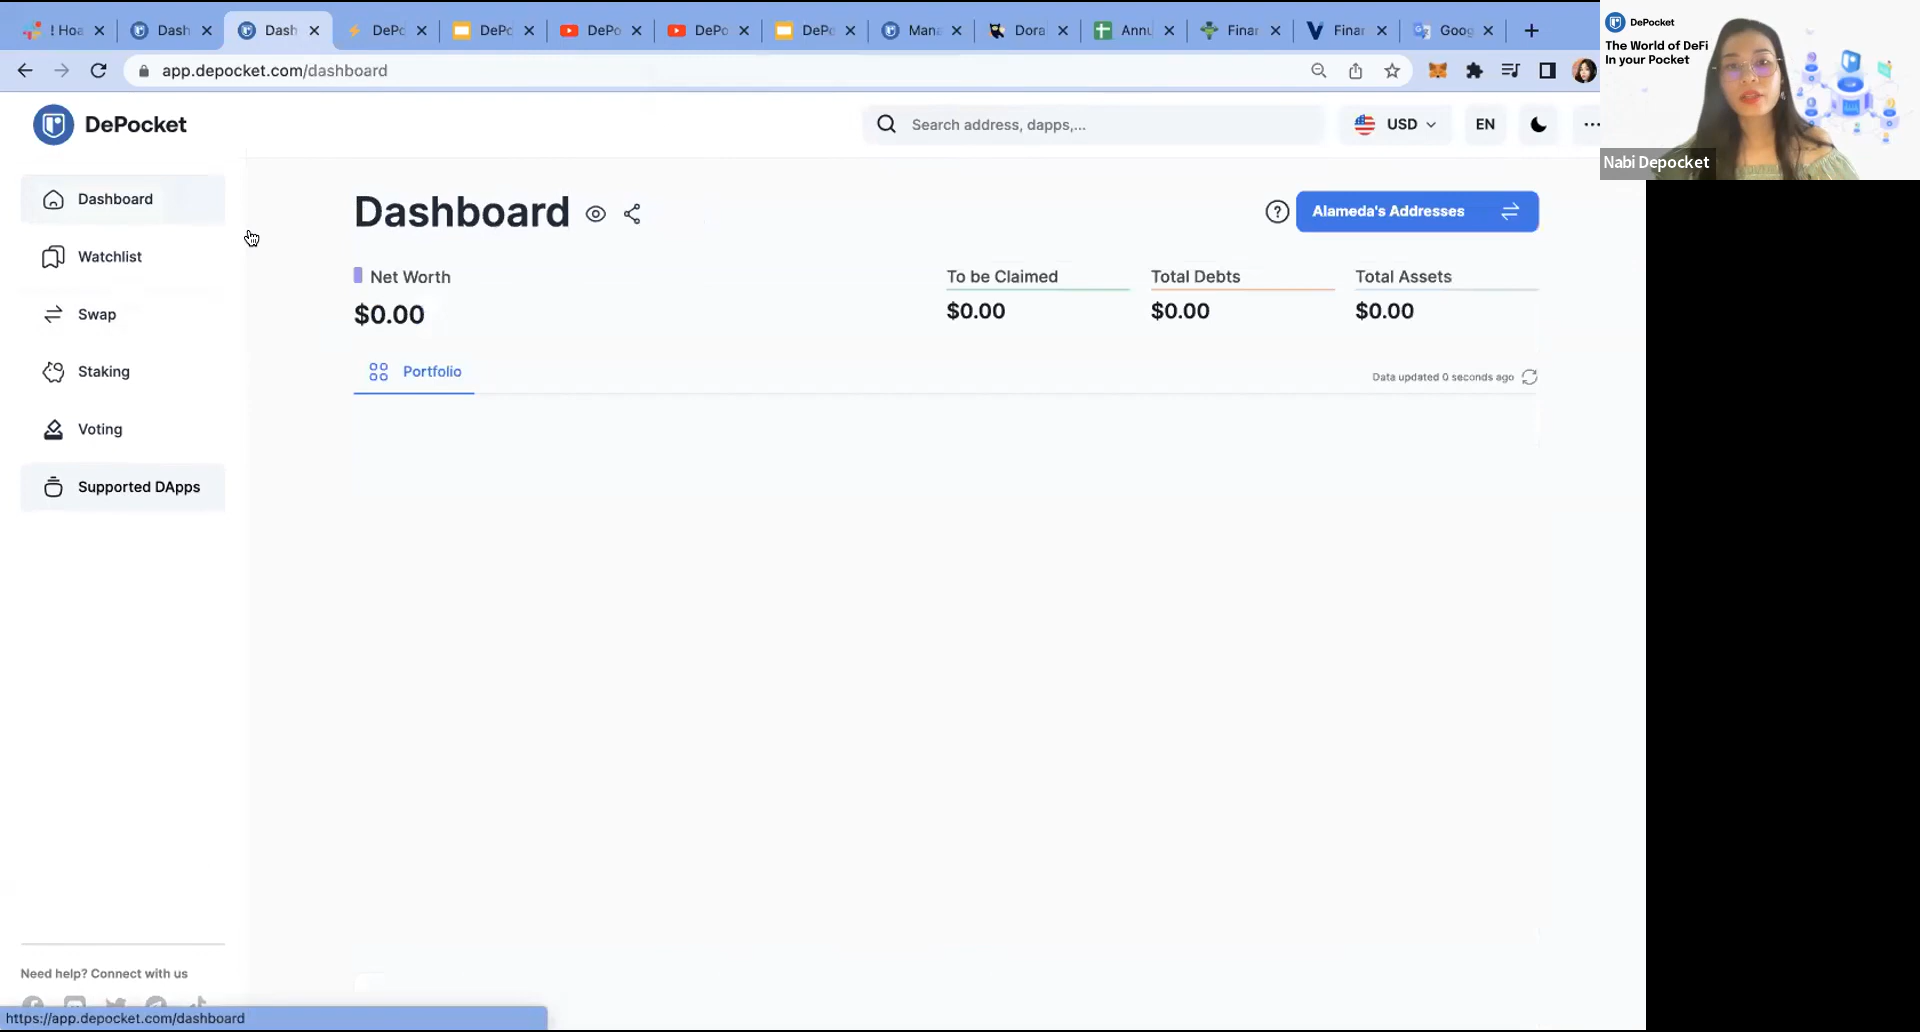 ! Hoa
Dash
Dash
DePo
DePo
DePo
DePo
DePo
Mana
Dora
Annu
Finar
Finar
Goog
app.depocket.com/dashboard
DePocket
The World of DeFi
In your Pocket
Nabi Depocket
DePocket
Search address, dapps,...
USD
EN
Dashboard
Watchlist
Swap
Staking
Voting
Supported DApps
Dashboard
Alameda's Addresses
Net Worth
$0.00
To be Claimed
$0.00
Total Debts
$0.00
Total Assets
$0.00
Portfolio
Data updated 0 seconds ago
Need help? Connect with us
https://app.depocket.com/dashboard